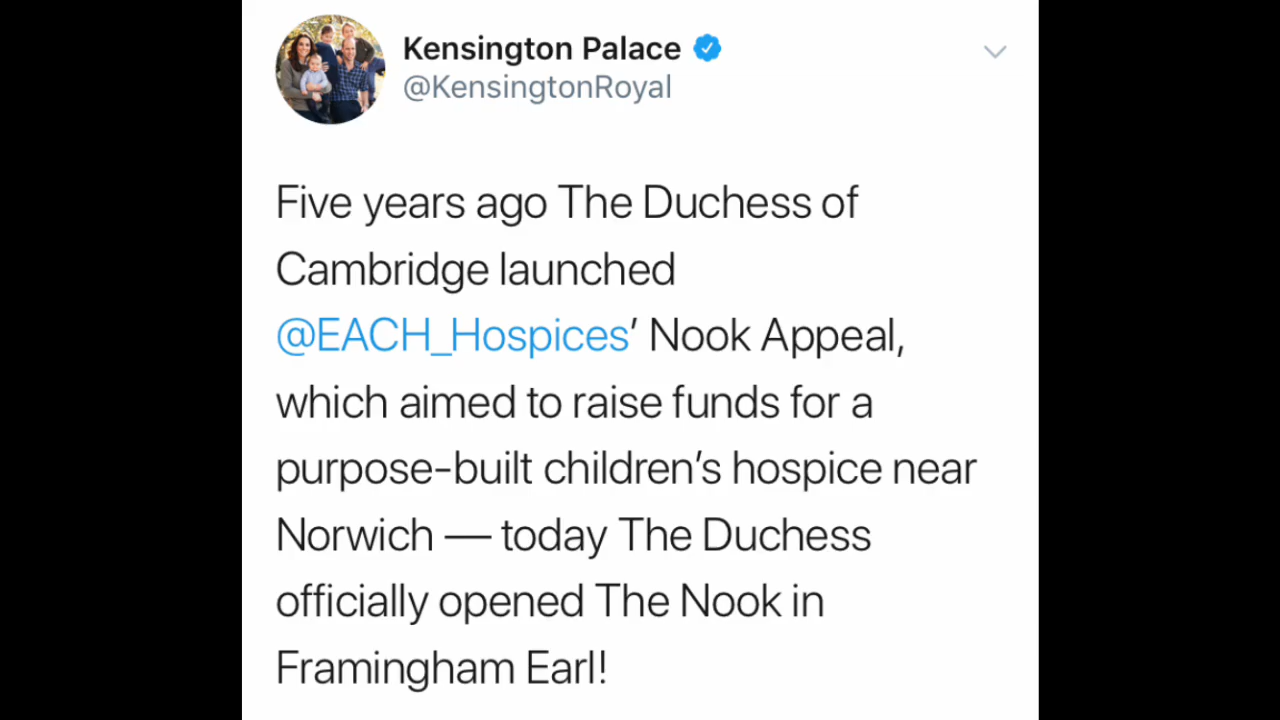 Kensington Palace
@KensingtonRoyal
Five years ago The Duchess of
Cambridge launched
@EACH_Hospices’ Nook Appeal,
which aimed to raise funds for a
purpose-built children’s hospice near
Norwich — today The Duchess
officially opened The Nook in
Framingham Earl!